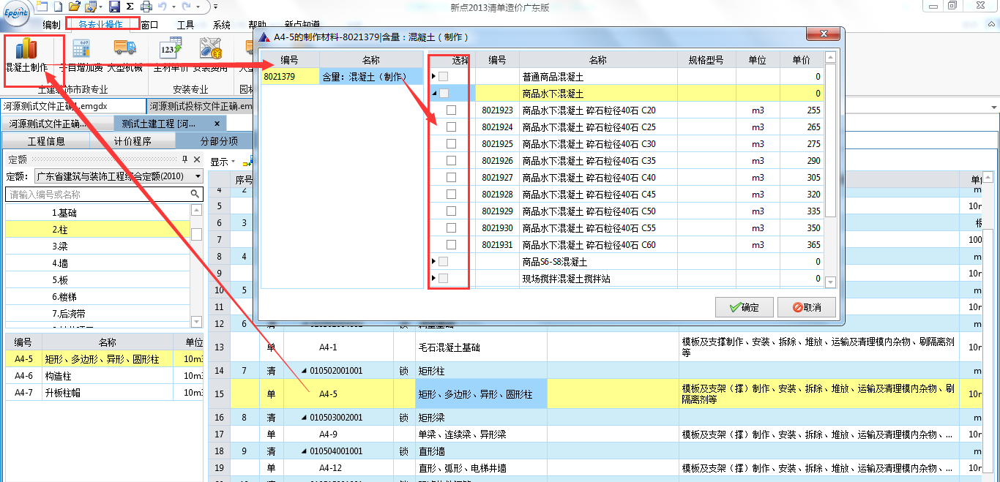 新点2013清单造价广东版
Epoint
编制 各专业操作 窗口 工具 系统 帮助 新点知道
混凝土制作 子目增加费 大型机械 主材单价 安装费用
土建装饰市政专业 安装专业
河源测试文件正确1.emgdx 河源测试投标文件正确.em
河源测试文件正确... 测试土建工程 [河... ×
工程信息 计价程序 分部分项
定额 显示
定额: 广东省建筑与装饰工程综合定额(2010)
请输入编号或名称
1.基础
2.柱
3.梁
4.墙
5.板
6.楼梯
7.后浇带
编号 名称 单位
A4-5 矩形、多边形、异形、圆形柱 10m3
A4-6 构造柱 10m3
A4-7 升板柱帽 10m3
A4-5的制作材料-8021379|含量：混凝土（制作）
编号 名称
8021379 含量：混凝土（制作）
选择 编号 名称 规格型号 单位 单价
普通商品混凝土 0
商品水下混凝土 0
8021923 商品水下混凝土 碎石粒径40石 C20 m3 255
8021924 商品水下混凝土 碎石粒径40石 C25 m3 265
8021925 商品水下混凝土 碎石粒径40石 C30 m3 275
8021926 商品水下混凝土 碎石粒径40石 C35 m3 290
8021927 商品水下混凝土 碎石粒径40石 C40 m3 305
8021928 商品水下混凝土 碎石粒径40石 C45 m3 320
8021929 商品水下混凝土 碎石粒径40石 C50 m3 335
8021930 商品水下混凝土 碎石粒径40石 C55 m3 350
8021931 商品水下混凝土 碎石粒径40石 C60 m3 365
商品S6-S8混凝土 0
现场搅拌混凝土搅拌站 0
确定 取消
序号
4 2 m
5 10r
6 3
7 100
8 4 m
9 10r
10 5 m
11 10r
12 6 清 m
13 单 A4-1 毛石混凝土基础 模板及支撑制作、安装、拆除、堆放、运输及清理模内杂物、刷隔离剂
等 10r
14 7 清 010502001001 锁 矩形柱 m
15 单 A4-5 矩形、多边形、异形、圆形柱 模板及支架（撑）制作、安装、拆除、堆放、运输及清理模内杂物、刷
隔离剂等 10r
16 8 清 010503002001 锁 矩形梁 m
17 单 A4-9 单梁、连续梁、异形梁 模板及支架（撑）制作、安装、拆除、堆放、运输及清理模内杂物、... 10r
18 9 清 010504001001 锁 直形墙 m
19 单 A4-12 直形、弧形、电梯井墙 模板及支架（撑）制作、安装、拆除、堆放、运输及清理模内杂物、... 10r